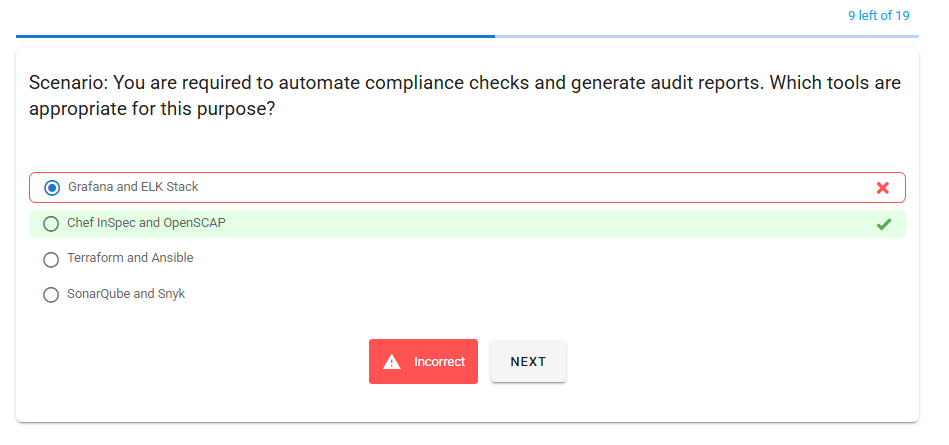 9 left of 19
Scenario: You are required to automate compliance checks and generate audit reports. Which tools are
appropriate for this purpose?
Grafana and ELK Stack
Chef InSpec and OpenSCAP
Terraform and Ansible
SonarQube and Snyk
Incorrect
NEXT